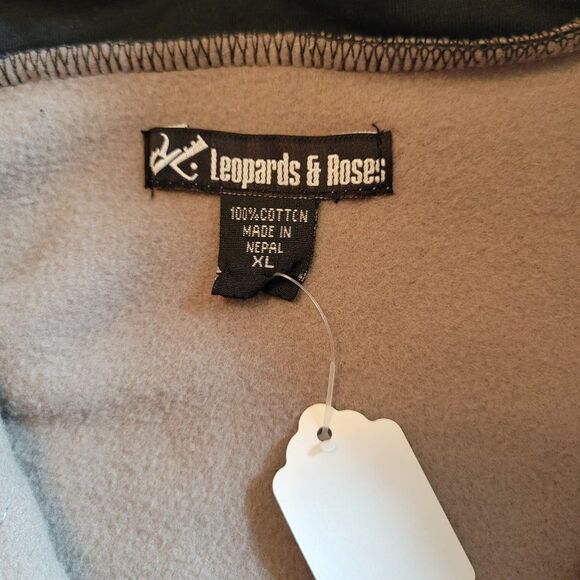 Leopards & Roses
100%COTTON
MADE IN
NEPAL
XL